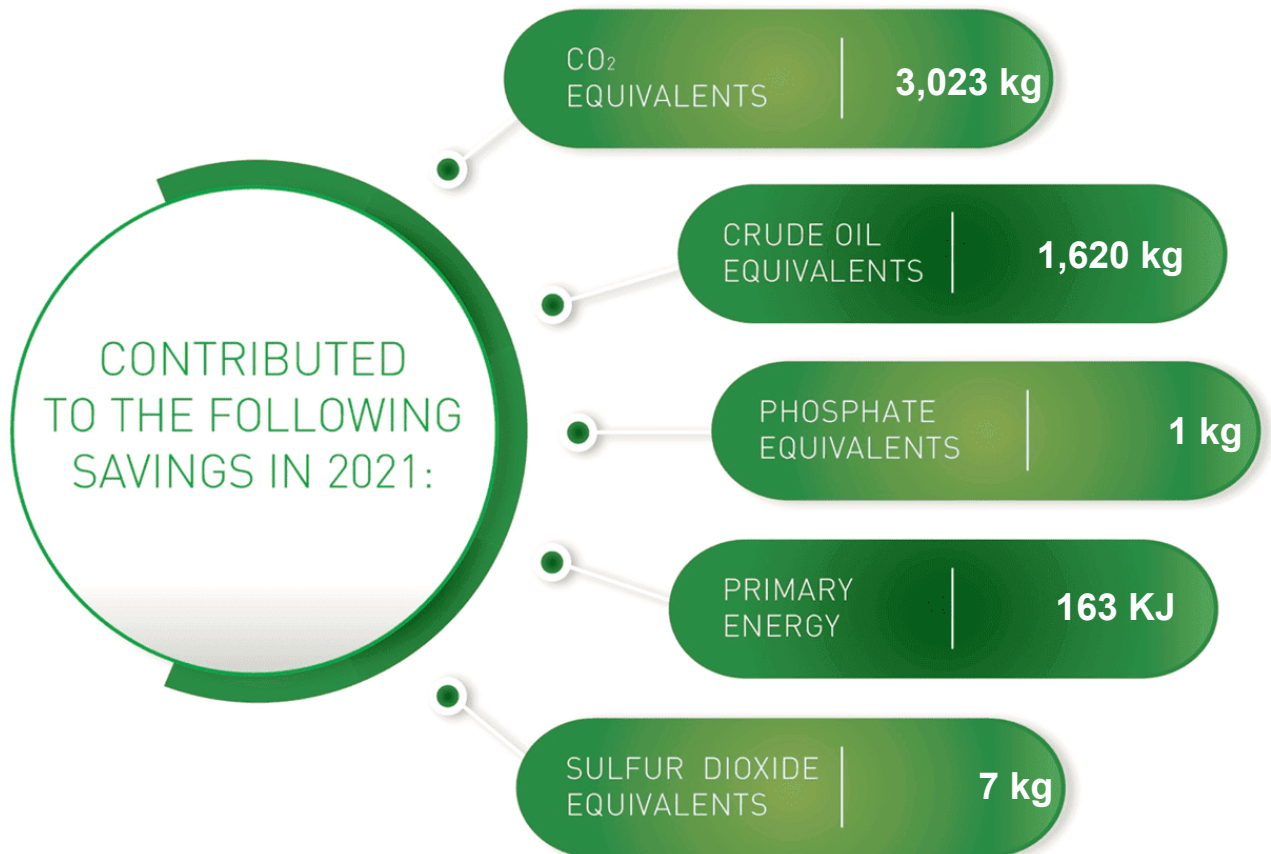 CONTRIBUTED
TO THE FOLLOWING
SAVINGS IN 2021:
CO₂
EQUIVALENTS
3,023 kg
CRUDE OIL
EQUIVALENTS
1,620 kg
PHOSPHATE
EQUIVALENTS
1 kg
PRIMARY
ENERGY
163 KJ
SULFUR DIOXIDE
EQUIVALENTS
7 kg